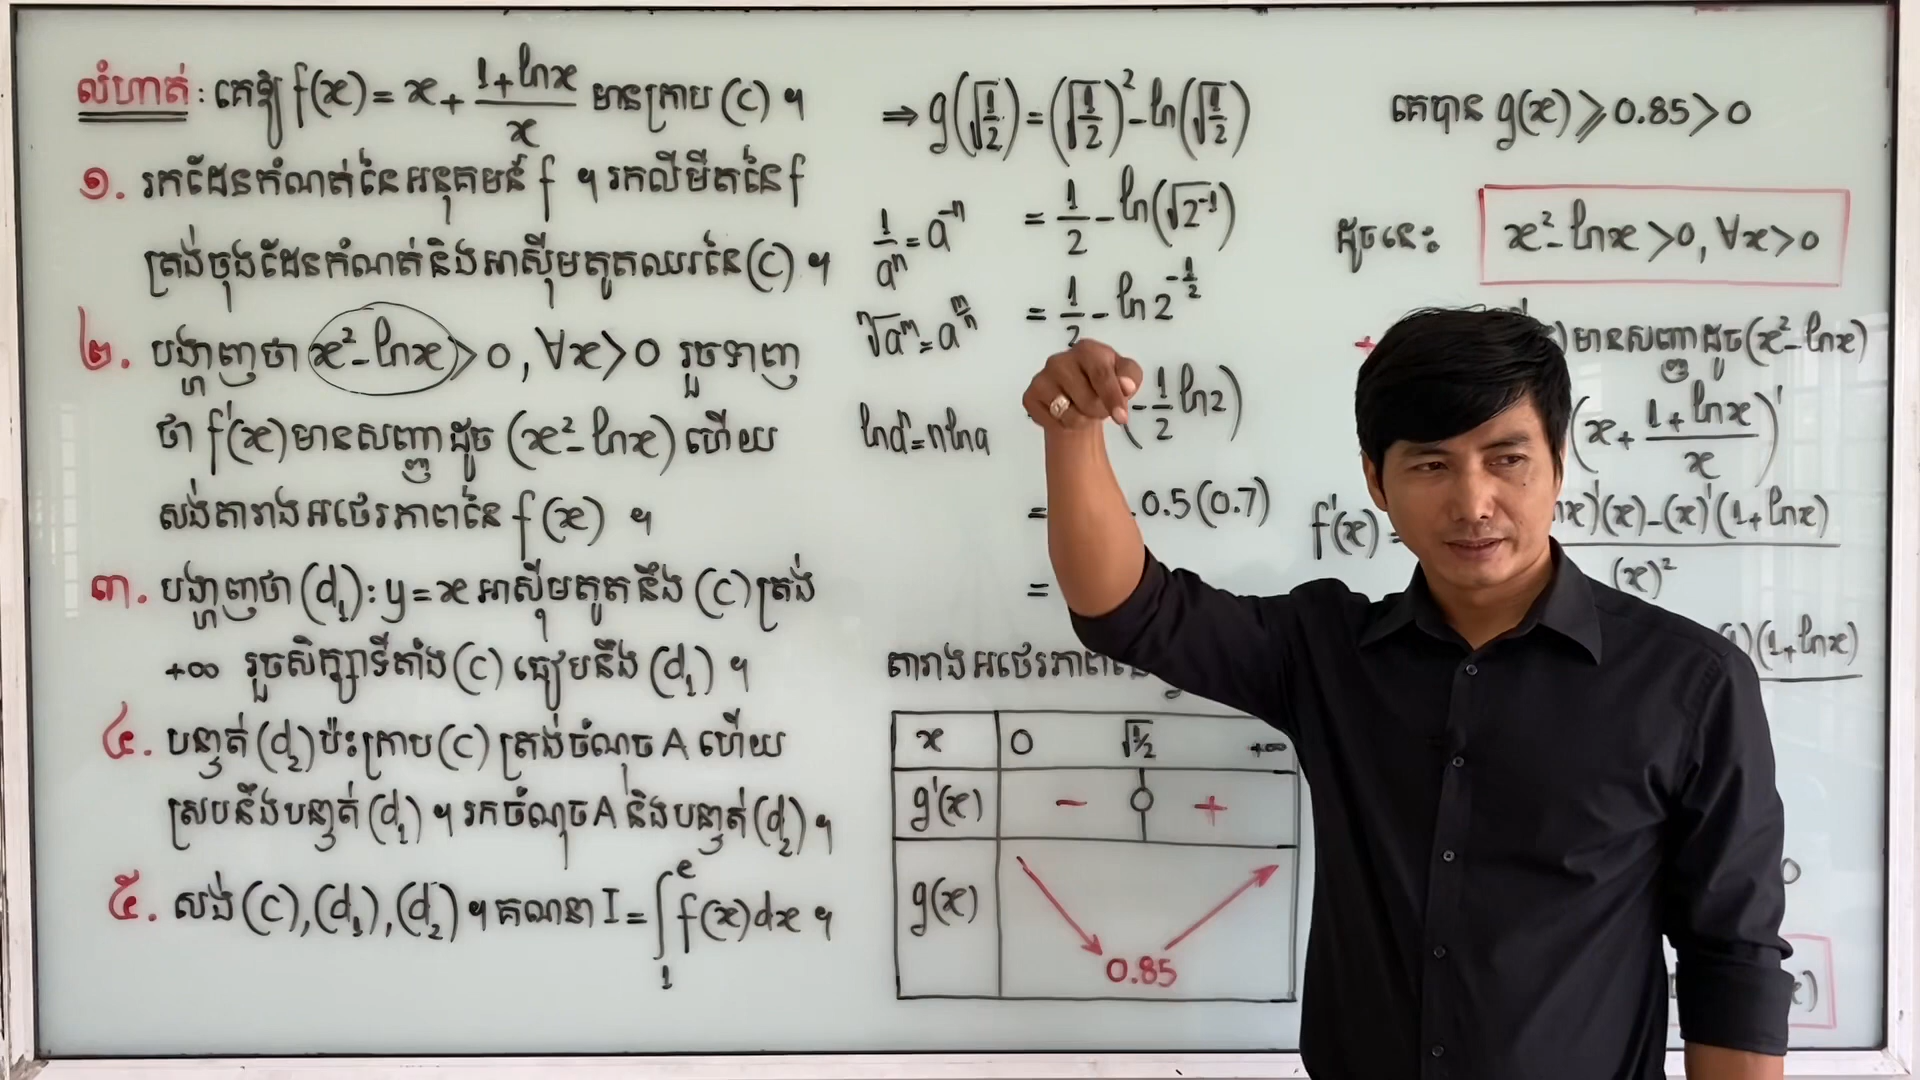 លំហាត់ : គេឱ្យ f(x) = x + (1+lnx)/x មានក្រាប (C) ។
១. រកដែនកំណត់នៃអនុគមន៍ f ។ រកលីមីតនៃ f
ត្រង់ចុងដែនកំណត់និងអាស៊ីមតូតឈរនៃ (C) ។
២. បង្ហាញថា x² - lnx > 0, ∀x > 0 រួចទាញ
ថា f'(x) មានសញ្ញាដូច (x² - lnx) ហើយ
សង់តារាងអថេរភាពនៃ f(x) ។
៣. បង្ហាញថា (d₁) : y = x អាស៊ីមតូតនឹង (C) ត្រង់
+∞ រួចសិក្សាទីតាំង (C) ធៀបនឹង (d₁) ។
៤. បន្ទាត់ (d₂) ប៉ះក្រាប (C) ត្រង់ចំណុច A ហើយ
ស្របនឹងបន្ទាត់ (d₁) ។ រកចំណុច A និងបន្ទាត់ (d₂) ។
៥. សង់ (C), (d₁), (d₂) ។ គណនា I = ∫₁ᵉ f(x)dx ។
⇒ g(√(1/2)) = (√(1/2))² - ln(√(1/2))
= 1/2 - ln(√2⁻¹)
1/aⁿ = a⁻ⁿ
= 1/2 - ln2^(-1/2)
ⁿ√aᵐ = a^(m/n)
-1/2 ln2)
lnaⁿ = nlna
= 0.5(0.7)
=
តារាងអថេរភាព
x 0 √1/2 +∞
g'(x) - 0 +
g(x) 0.85
គេបាន g(x) ⩾ 0.85 > 0
ដូចនេះ x² - lnx > 0, ∀x > 0
+ មានសញ្ញាដូច (x² - lnx)
(x + (1+lnx)/x)'
f'(x) = nx)'(x) - (x)'(1+lnx)
(x)²
)(1+lnx)